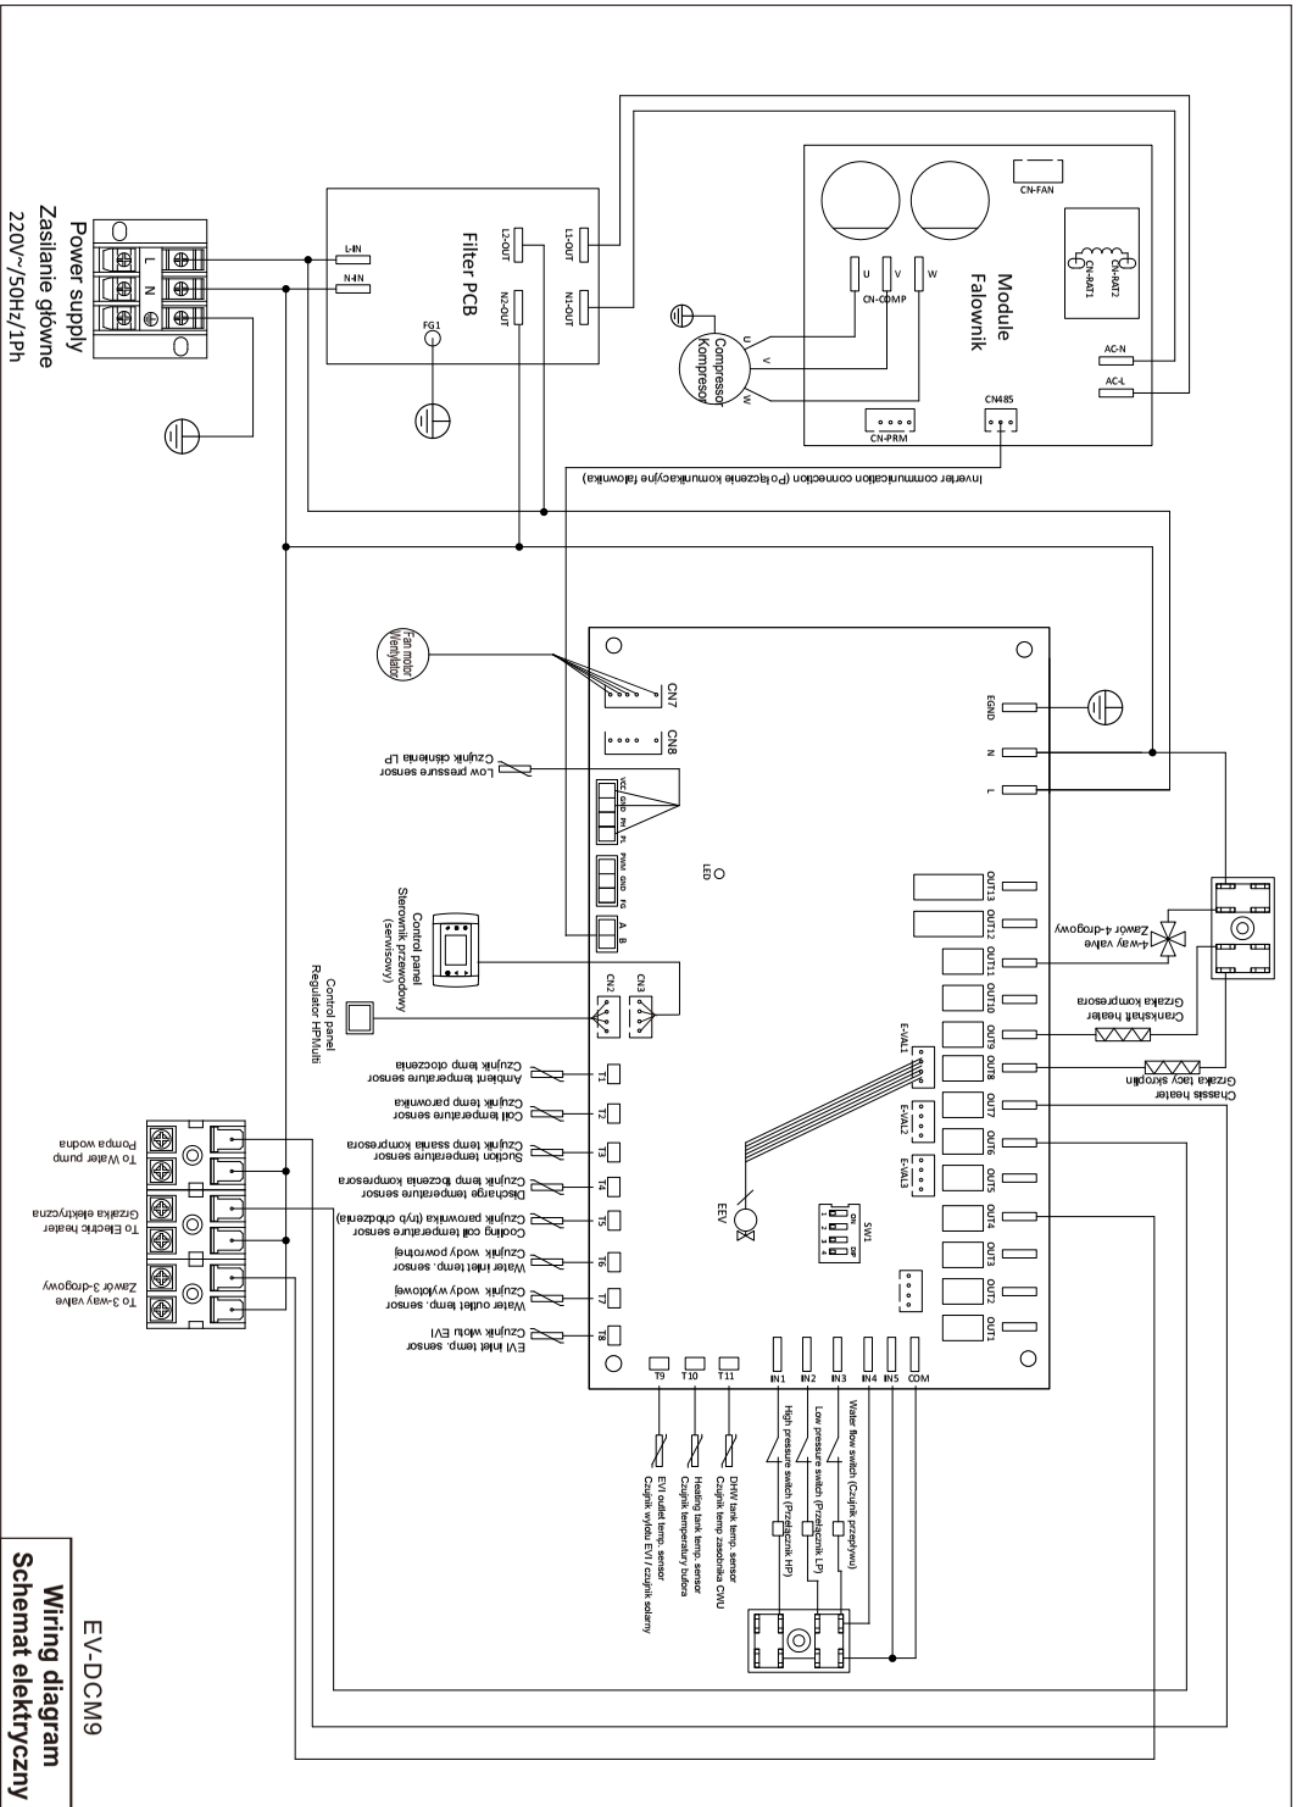 Power supply
Zasilanie główne
220V~/50Hz/1Ph
L
N
L-IN
N-IN
Filter PCB
L2-OUT
L1-OUT
N2-OUT
N1-OUT
FG1
CN-FAN
CN-RAT2
CN-RAT1
Module
Falownik
U
V
W
CN-COMP
Compressor
Kompresor
U
V
W
AC-N
AC-L
CN485
CN-PRM
Inverter communication connection (Połączenie komunikacyjne falownika)
Fan motor
Wentylator
CN7
CN8
Low pressure sensor
Czujnik ciśnienia LP
VCC
GND
PH
PL
PWM
GND
FG
A
B
LED
EGND
N
L
Control panel
Sterownik przewodowy
(serwisowy)
Control panel
Regulator HPMulti
CN2
CN3
OUT13
OUT12
OUT11
OUT10
OUT9
OUT8
OUT7
OUT6
OUT5
OUT4
OUT3
OUT2
OUT1
4-way valve
Zawór 4-drogowy
Crankshaft heater
Grzałka kompresora
Chassis heater
Grzałka tacy skroplin
E-VAL1
E-VAL2
E-VAL3
EEV
SW1
ON
DIP
1
2
3
4
T1
Ambient temperature sensor
Czujnik temp otoczenia
T2
Coil temperature sensor
Czujnik temp parownika
T3
Suction temperature sensor
Czujnik temp ssania kompresora
T4
Discharge temperature sensor
Czujnik temp tłoczenia kompresora
T5
Cooling coil temperature sensor
Czujnik parownika (tryb chłodzenia)
T6
Water inlet temp. sensor
Czujnik wody powrotnej
T7
Water outlet temp. sensor
Czujnik wody wylotowej
T8
EVI inlet temp. sensor
Czujnik wlotu EVI
T9
T10
T11
IN1
IN2
IN3
IN4
IN5
COM
EVI outlet temp. sensor
Czujnik wylotu EVI / czujnik solarny
Heating tank temp. sensor
Czujnik temperatury bufora
DHW tank temp. sensor
Czujnik temp zasobnika CWU
High pressure switch (Przełącznik HP)
Low pressure switch (Przełącznik LP)
Water flow switch (Czujnik przepływu)
To Water pump
Pompa wodna
To Electric heater
Grzałka elektryczna
To 3-way valve
Zawór 3-drogowy
EV-DCM9
Wiring diagram
Schemat elektryczny